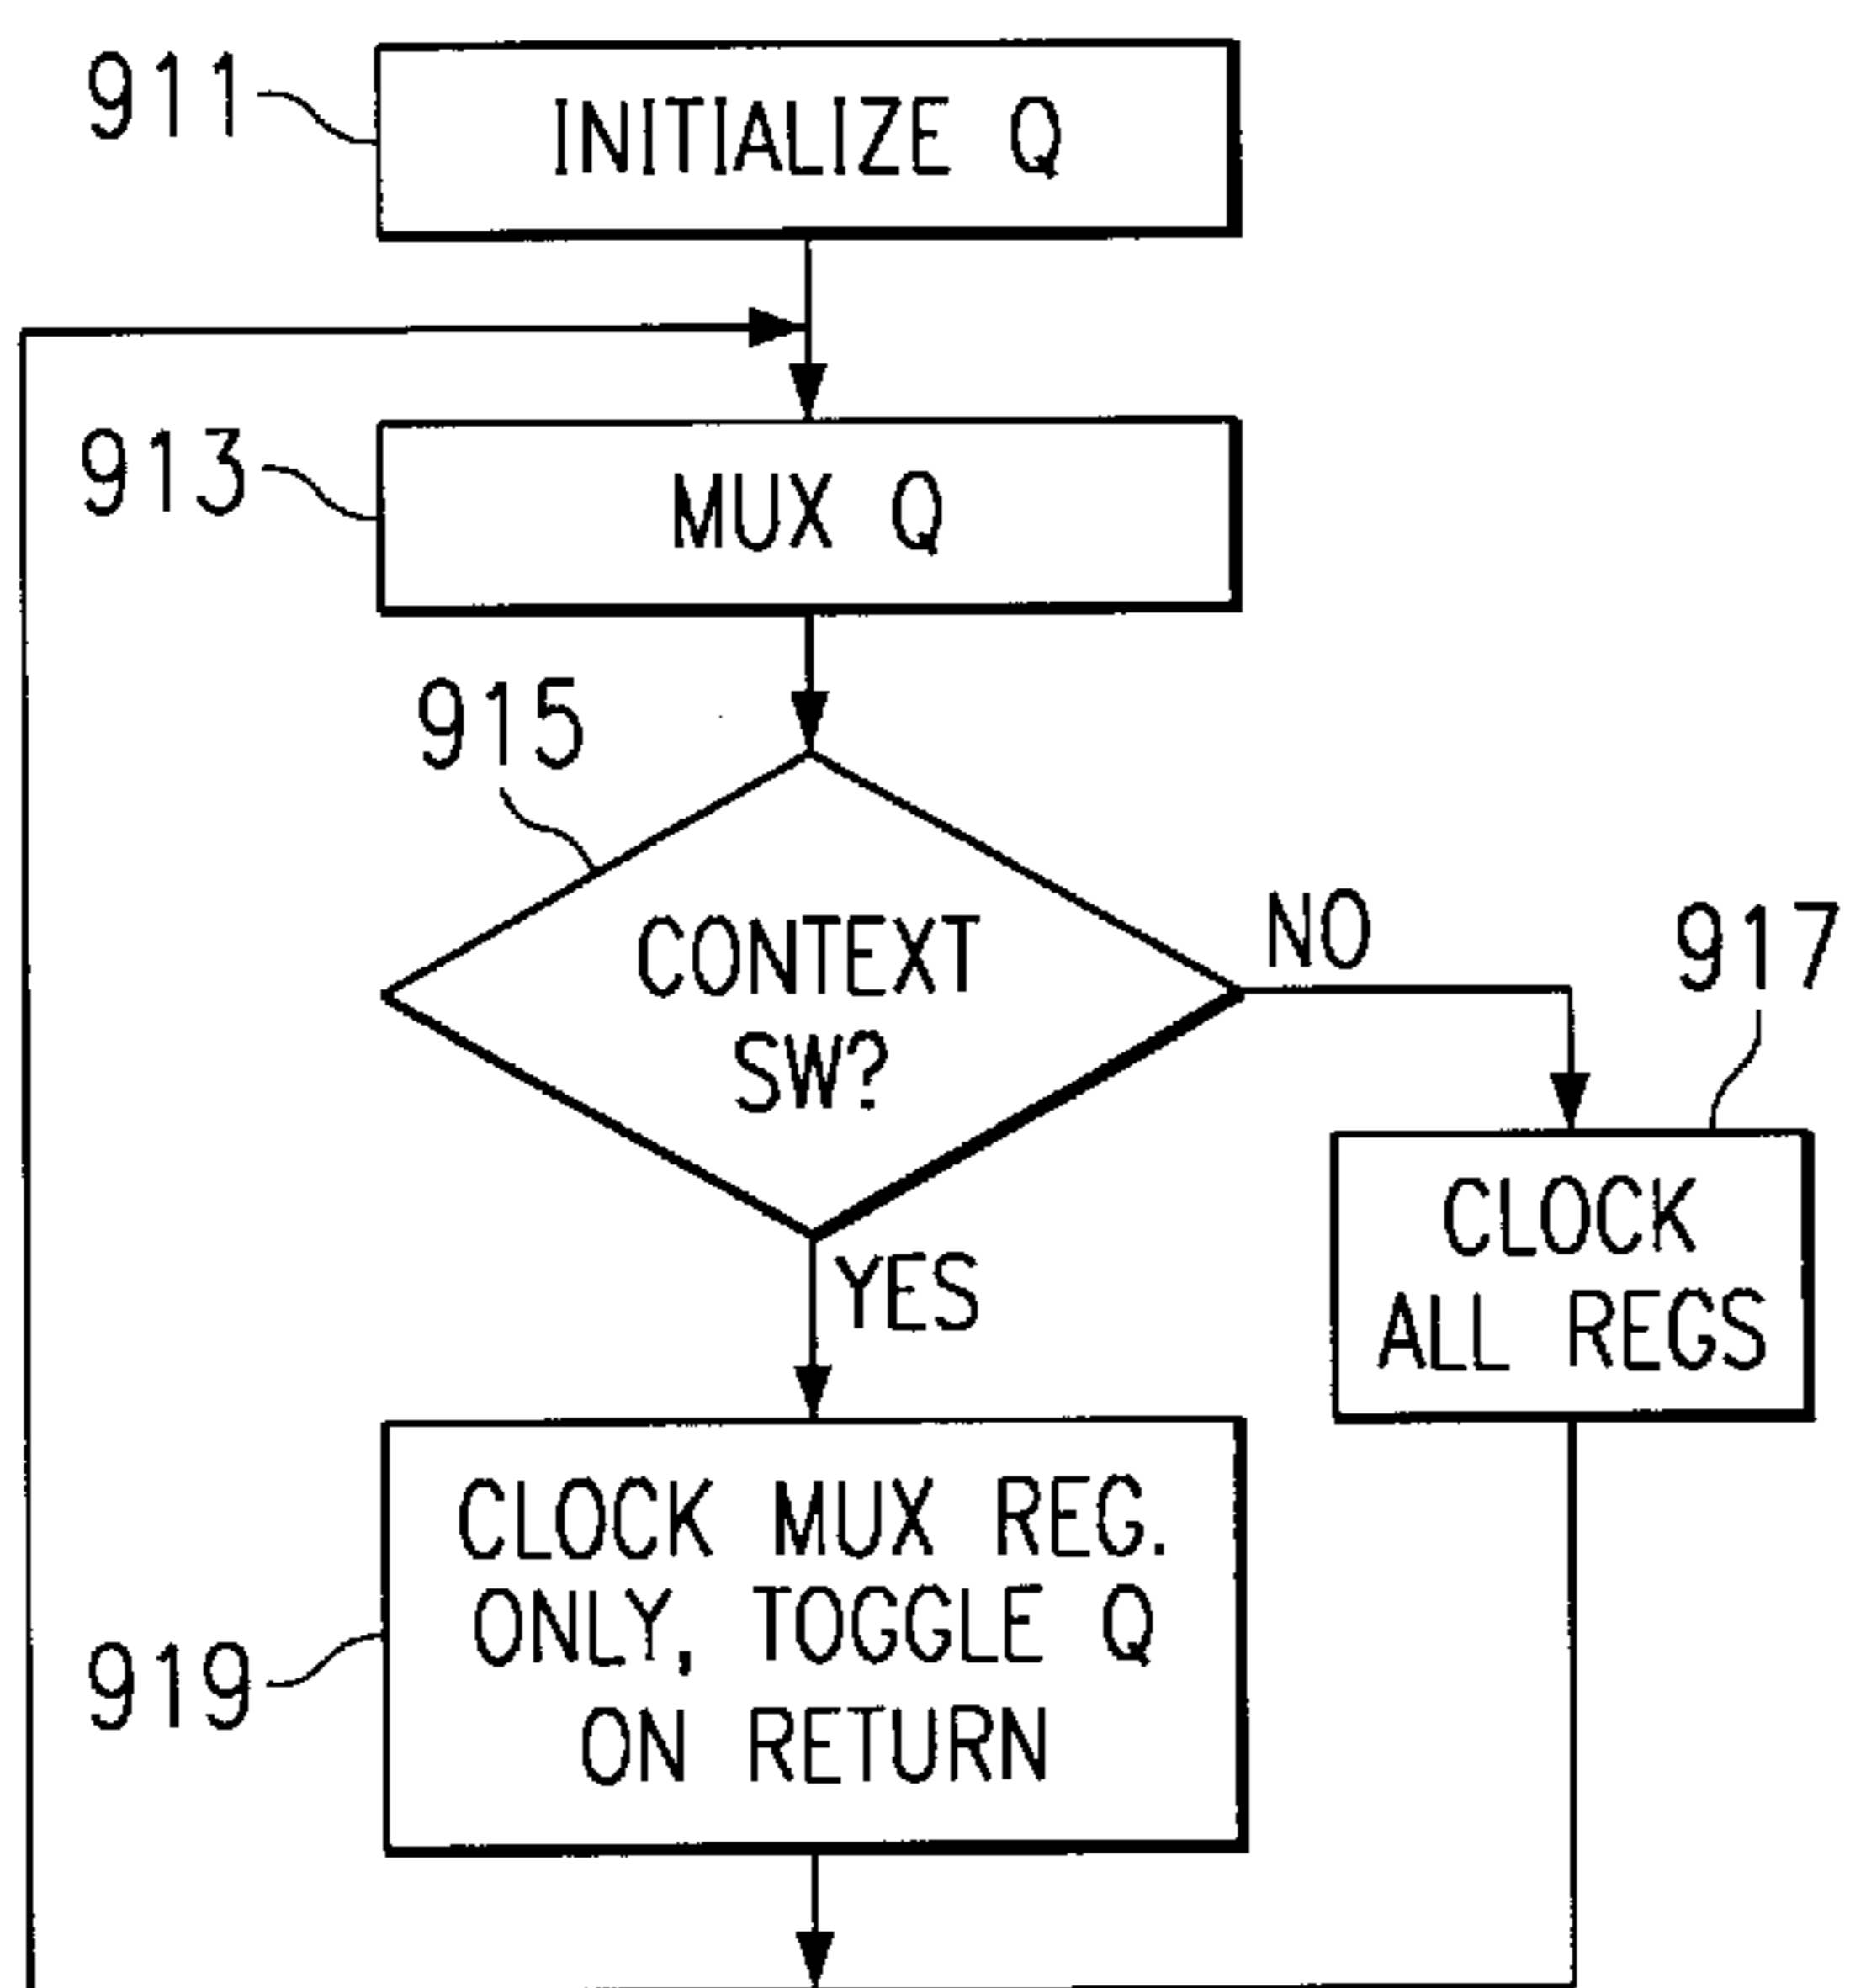 911
INITIALIZE Q
913
MUX Q
915
CONTEXT
SW?
NO
917
YES
CLOCK
ALL REGS
CLOCK MUX REG.
ONLY, TOGGLE Q
ON RETURN
919